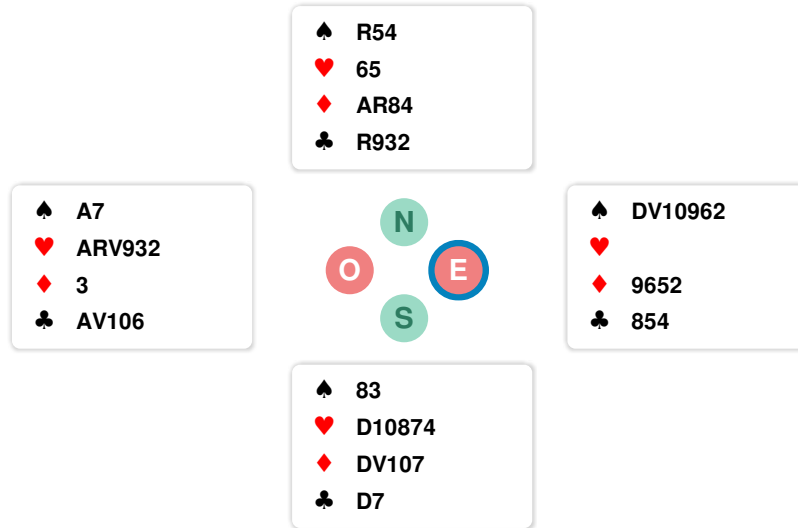 ♠ R54
♥ 65
♦ AR84
♣ R932
♠ A7
♥ ARV932
♦ 3
♣ AV106
N
O E
S
♠ DV10962
♥
♦ 9652
♣ 854
♠ 83
♥ D10874
♦ DV107
♣ D7